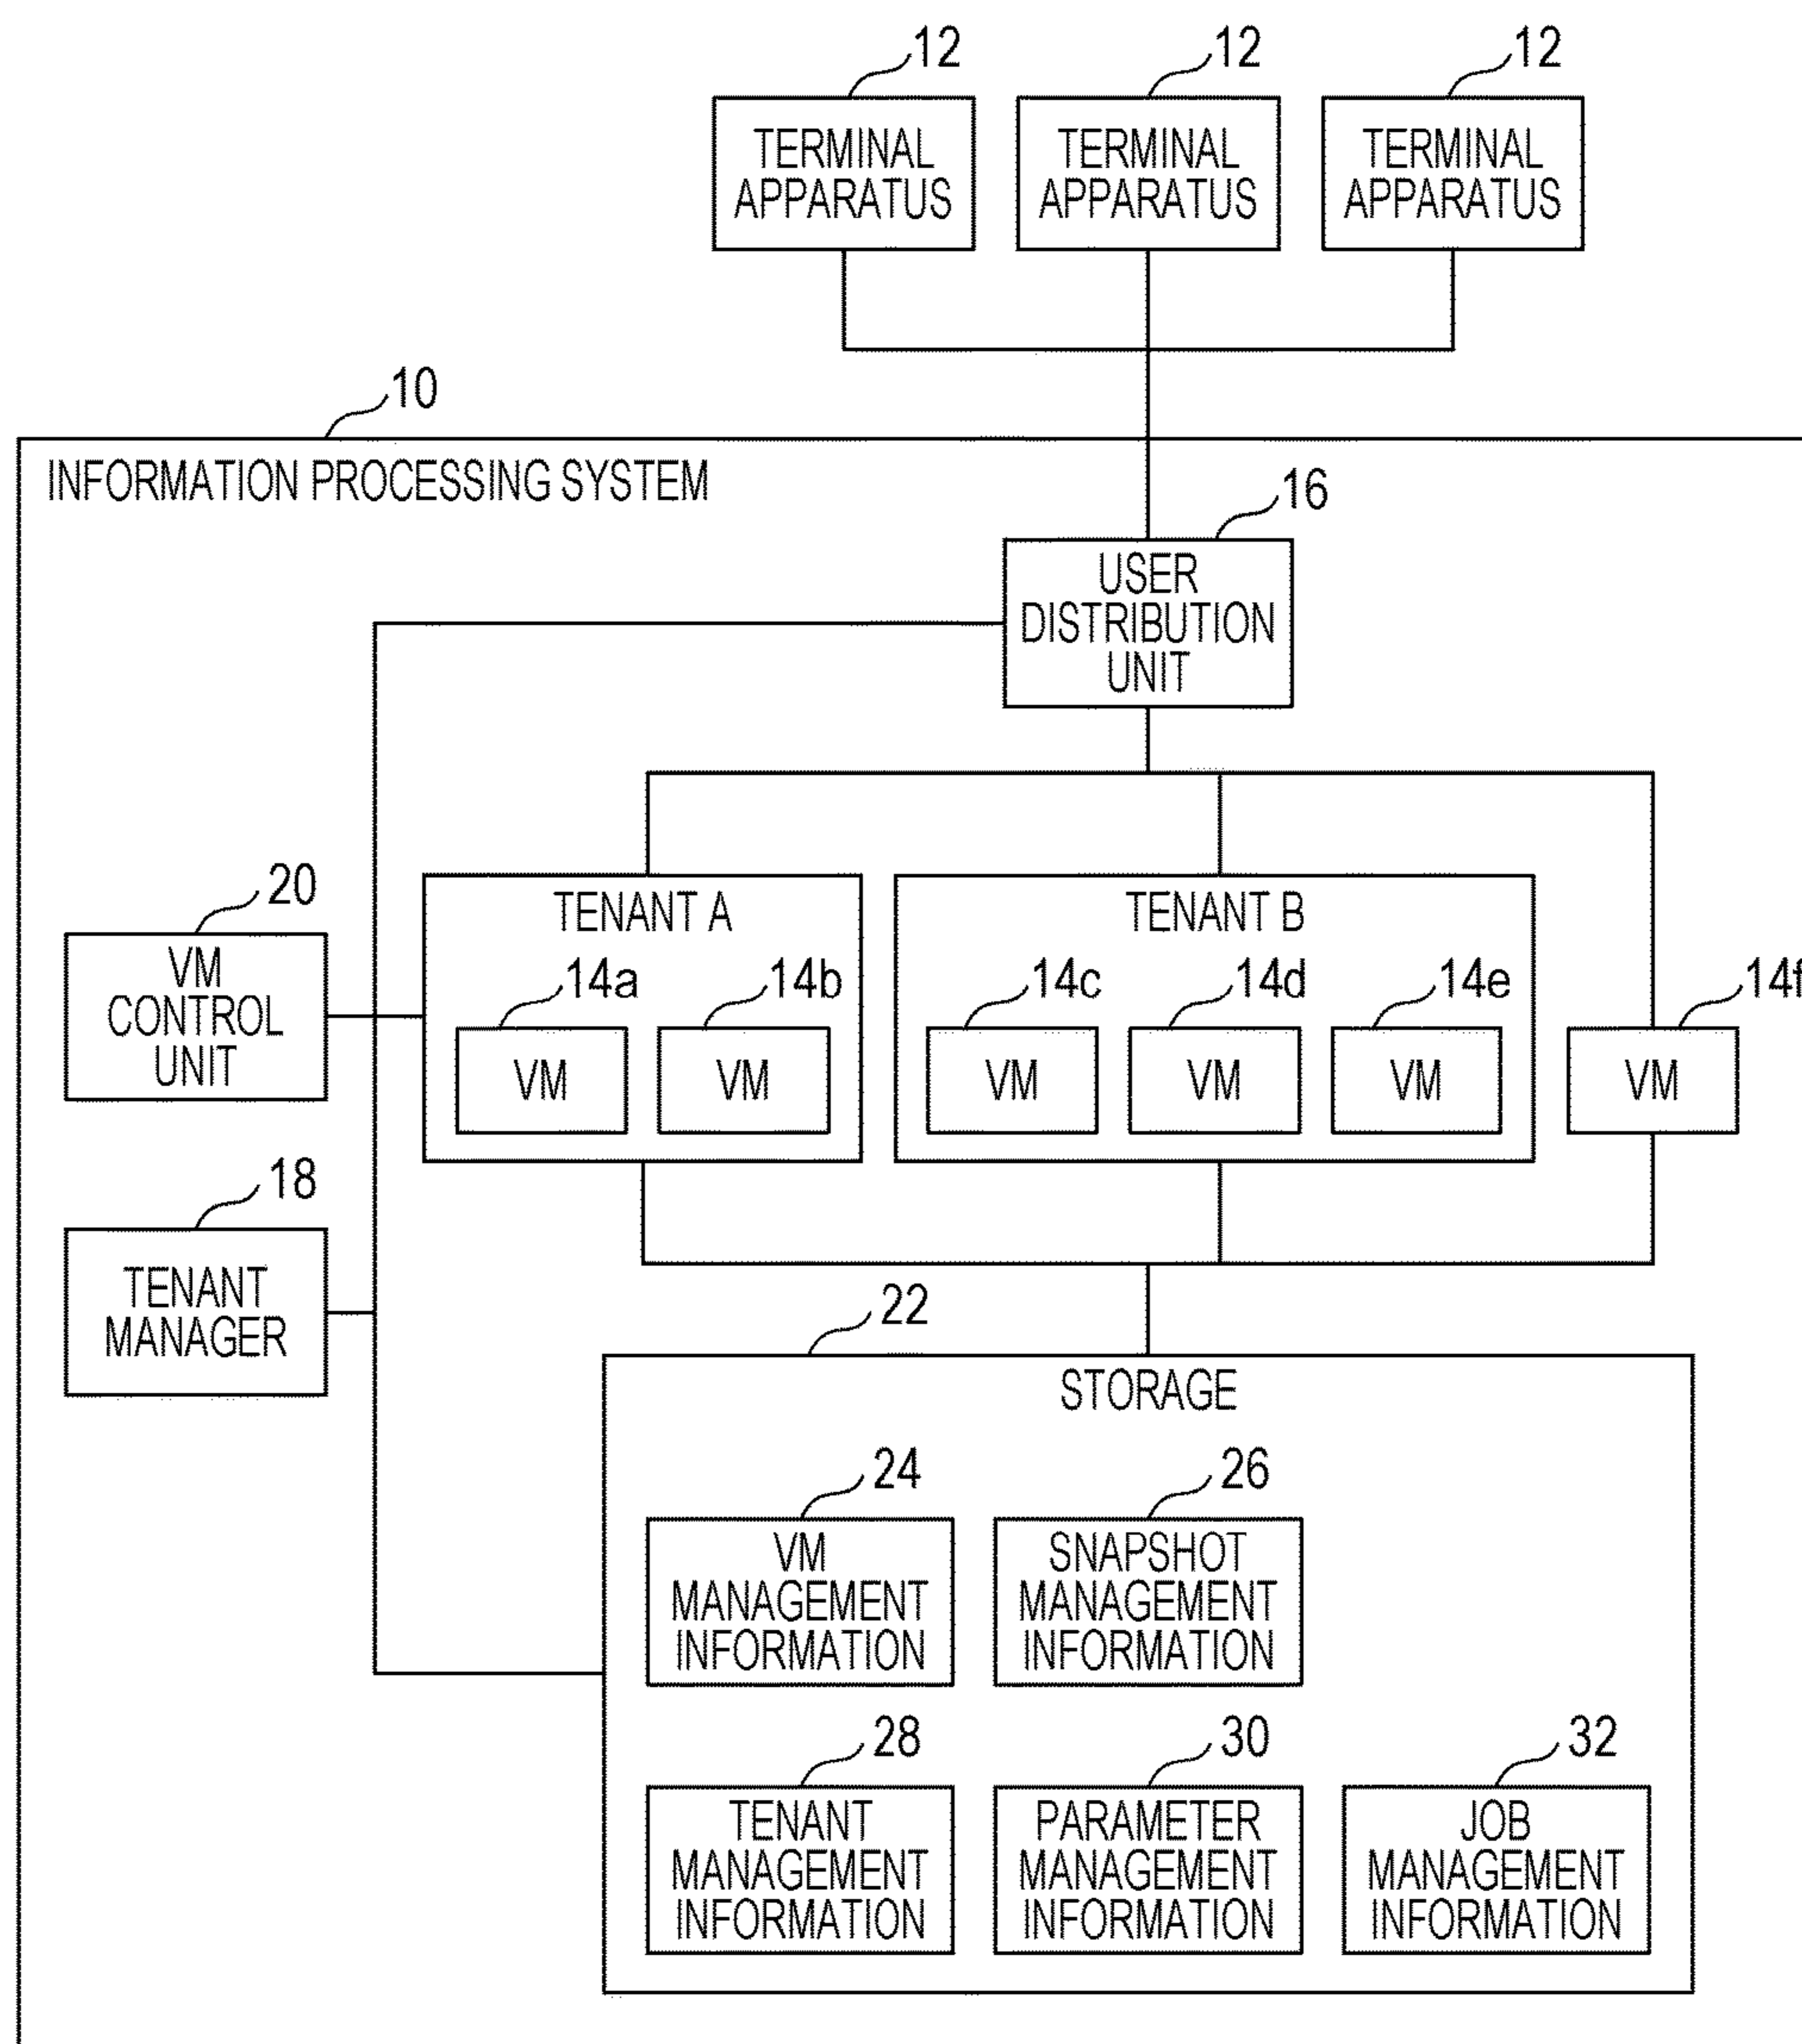 12
12
12
TERMINAL
APPARATUS
TERMINAL
APPARATUS
TERMINAL
APPARATUS
10
INFORMATION PROCESSING SYSTEM
16
USER
DISTRIBUTION
UNIT
20
VM
CONTROL
UNIT
TENANT A
14a
VM
14b
VM
TENANT B
14c
VM
14d
VM
14e
VM
14f
VM
18
TENANT
MANAGER
22
STORAGE
24
VM
MANAGEMENT
INFORMATION
26
SNAPSHOT
MANAGEMENT
INFORMATION
28
TENANT
MANAGEMENT
INFORMATION
30
PARAMETER
MANAGEMENT
INFORMATION
32
JOB
MANAGEMENT
INFORMATION